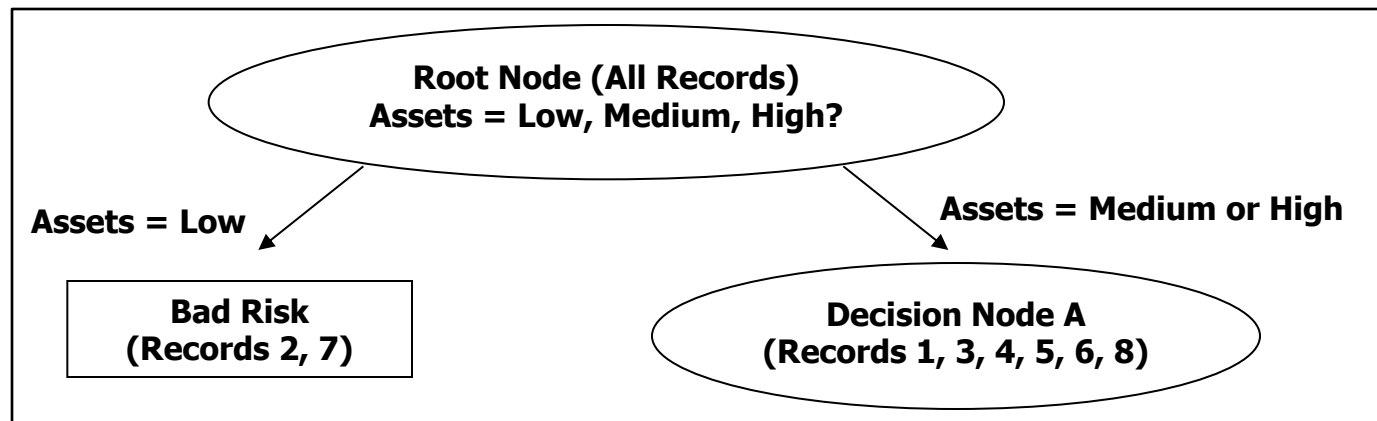 Root Node (All Records)
Assets = Low, Medium, High?
Assets = Low
Assets = Medium or High
Bad Risk
(Records 2, 7)
Decision Node A
(Records 1, 3, 4, 5, 6, 8)